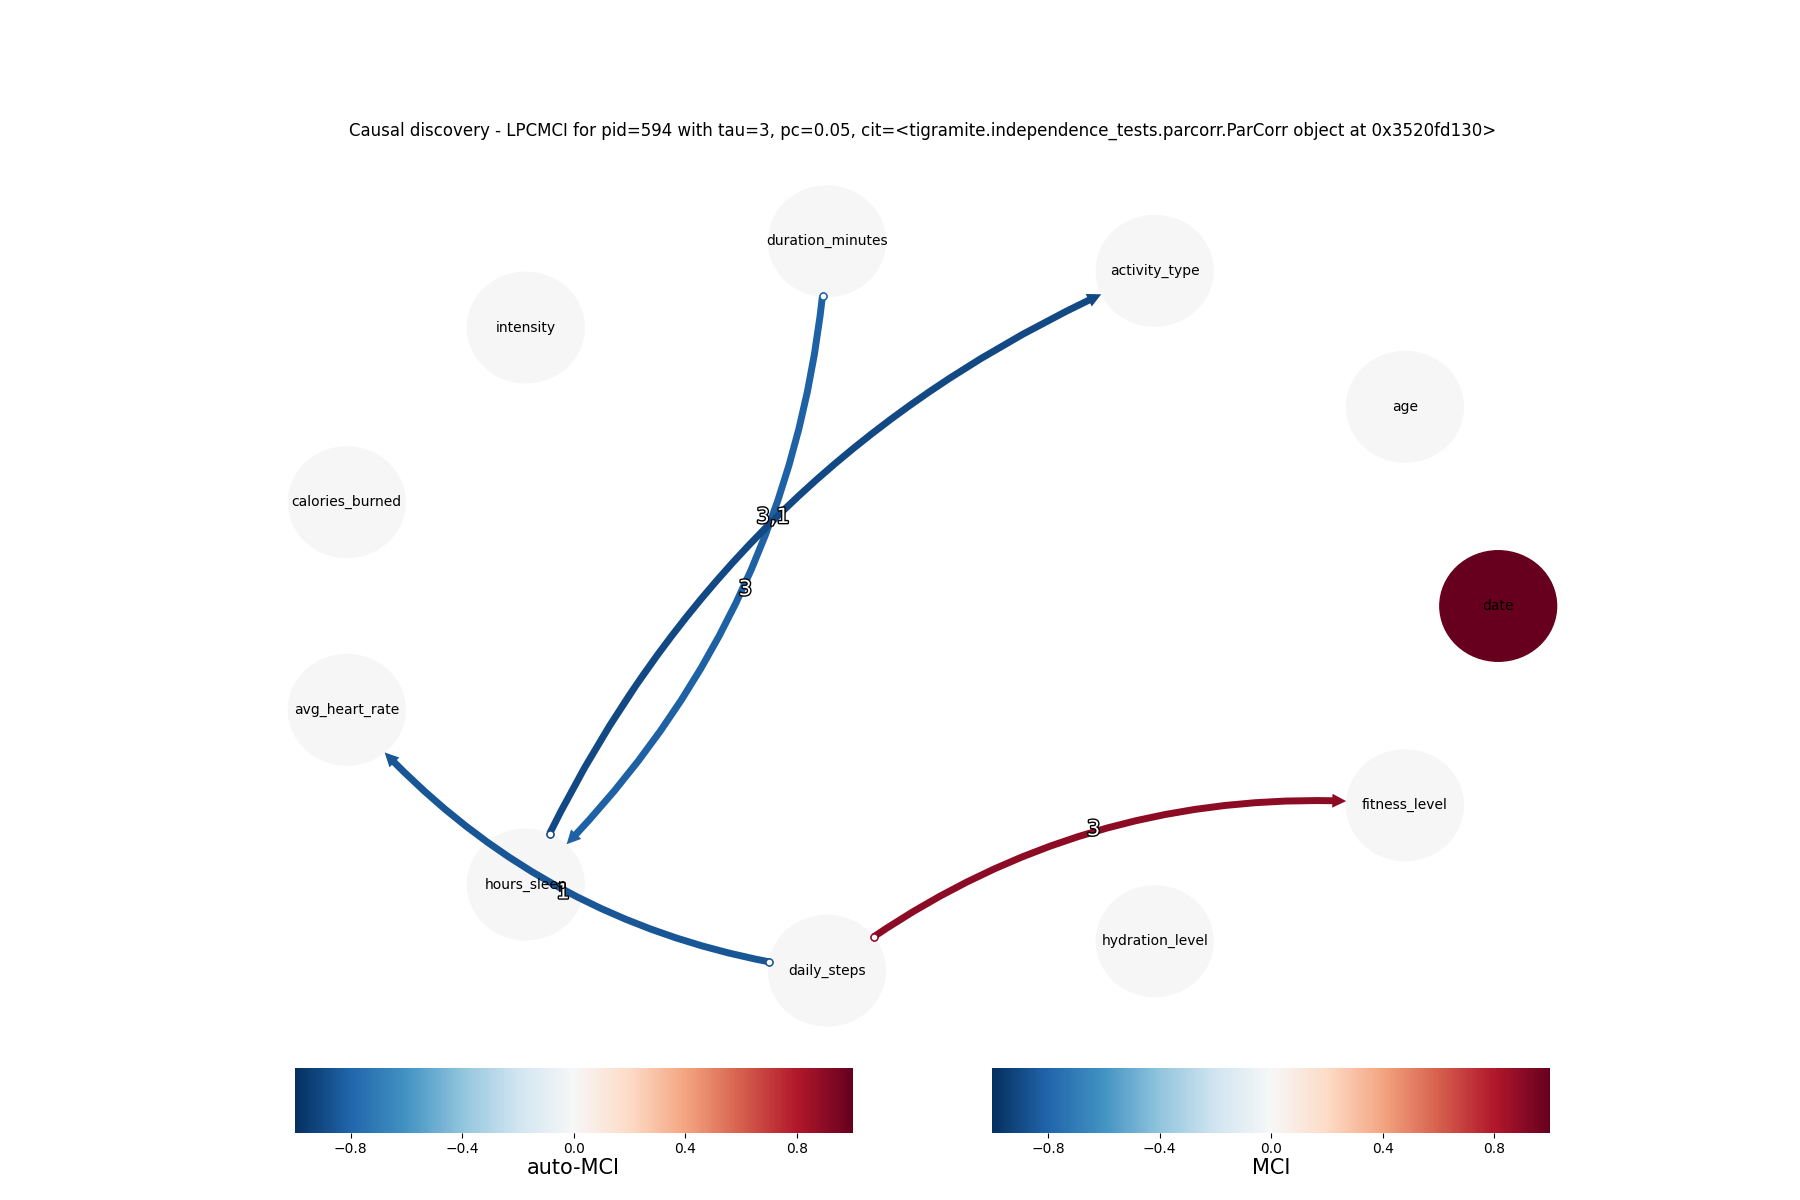 Causal discovery - LPCMCI for pid=594 with tau=3, pc=0.05, cit=<tigramite.independence_tests.parcorr.ParCorr object at 0x3520fd130>
duration_minutes
activity_type
intensity
age
calories_burned
3,1
3
date
avg_heart_rate
fitness_level
3
hours_sleep
1
hydration_level
daily_steps
−0.8 −0.4 0.0 0.4 0.8
auto-MCI
−0.8 −0.4 0.0 0.4 0.8
MCI